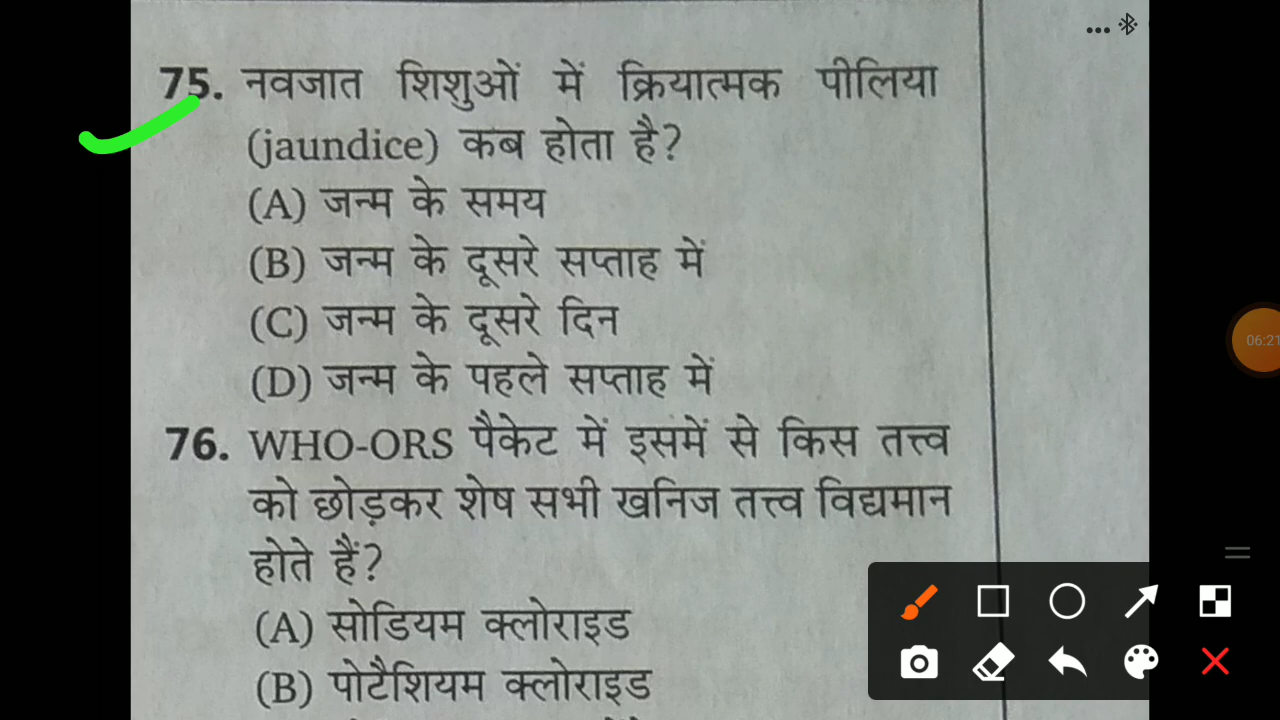 75. नवजात शिशुओं में क्रियात्मक पीलिया
(jaundice) कब होता है?
(A) जन्म के समय
(B) जन्म के दूसरे सप्ताह में
(C) जन्म के दूसरे दिन
(D) जन्म के पहले सप्ताह में
76. WHO-ORS पैकेट में इसमें से किस तत्त्व
को छोड़कर शेष सभी खनिज तत्त्व विद्यमान
होते हैं?
(A) सोडियम क्लोराइड
(B) पोटैशियम क्लोराइड
06:21